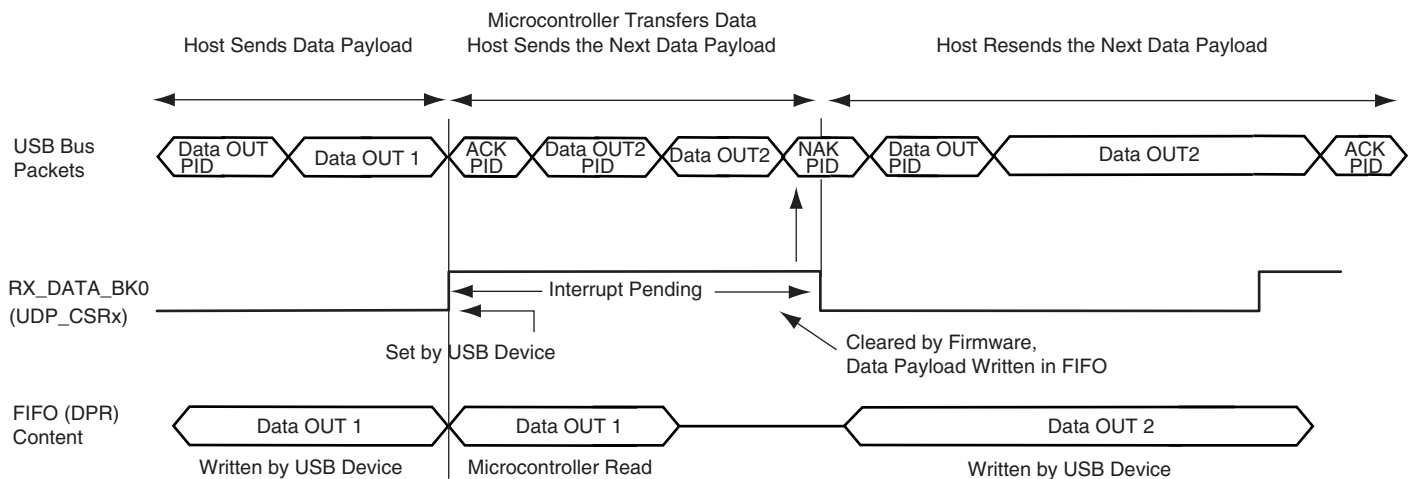 Microcontroller Transfers Data
Host Sends Data Payload
Host Sends the Next Data Payload
Host Resends the Next Data Payload
USB Bus
Packets
Data OUT
PID
Data OUT 1
ACK
PID
Data OUT2
PID
Data OUT2
NAK
PID
Data OUT
PID
Data OUT2
ACK
PID
RX_DATA_BK0
(UDP_CSRx)
Interrupt Pending
Set by USB Device
Cleared by Firmware,
Data Payload Written in FIFO
FIFO (DPR)
Content
Data OUT 1
Data OUT 1
Data OUT 2
Written by USB Device
Microcontroller Read
Written by USB Device